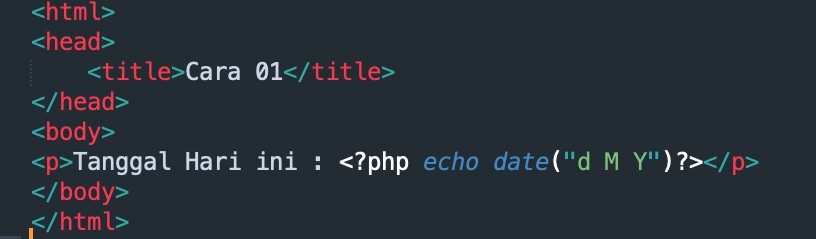 <html>
<head>
<title>Cara 01</title>
</head>
<body>
<p>Tanggal Hari ini : <?php echo date("d M Y")?></p>
</body>
</html>